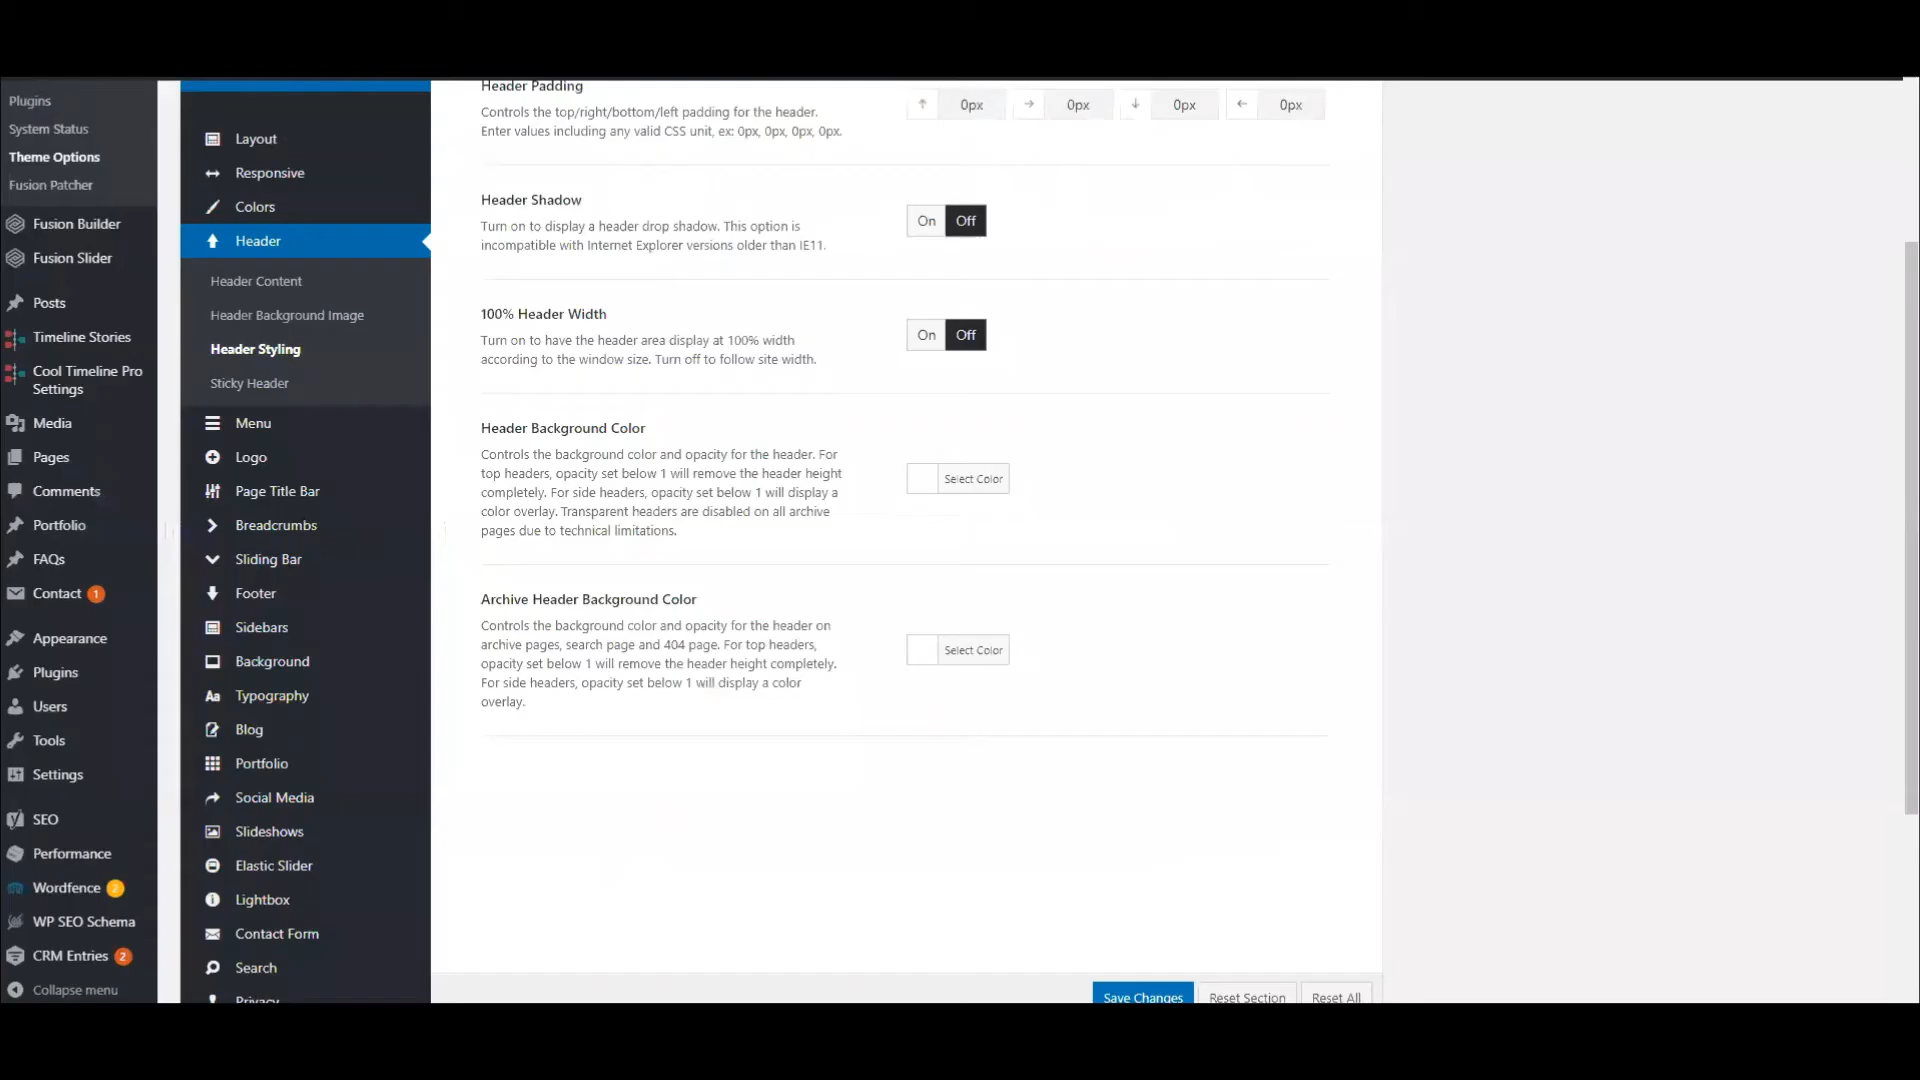 Plugins
System Status
Theme Options
Fusion Patcher
Fusion Builder
Fusion Slider
Posts
Timeline Stories
Cool Timeline Pro
Settings
Media
Pages
Comments
Portfolio
FAQs
Contact 1
Appearance
Plugins
Users
Tools
Settings
SEO
Performance
Wordfence 2
WP SEO Schema
CRM Entries 2
Collapse menu
Layout
Responsive
Colors
Header
Header Content
Header Background Image
Header Styling
Sticky Header
Menu
Logo
Page Title Bar
Breadcrumbs
Sliding Bar
Footer
Sidebars
Background
Aa Typography
Blog
Portfolio
Social Media
Slideshows
Elastic Slider
Lightbox
Contact Form
Search
Privacy
Header Padding
Controls the top/right/bottom/left padding for the header.
Enter values including any valid CSS unit, ex: 0px, 0px, 0px, 0px.
0px 0px 0px 0px
Header Shadow
Turn on to display a header drop shadow. This option is
incompatible with Internet Explorer versions older than IE11.
On Off
100% Header Width
Turn on to have the header area display at 100% width
according to the window size. Turn off to follow site width.
On Off
Header Background Color
Controls the background color and opacity for the header. For
top headers, opacity set below 1 will remove the header height
completely. For side headers, opacity set below 1 will display a
color overlay. Transparent headers are disabled on all archive
pages due to technical limitations.
Select Color
Archive Header Background Color
Controls the background color and opacity for the header on
archive pages, search page and 404 page. For top headers,
opacity set below 1 will remove the header height completely.
For side headers, opacity set below 1 will display a color
overlay.
Select Color
Save Changes Reset Section Reset All